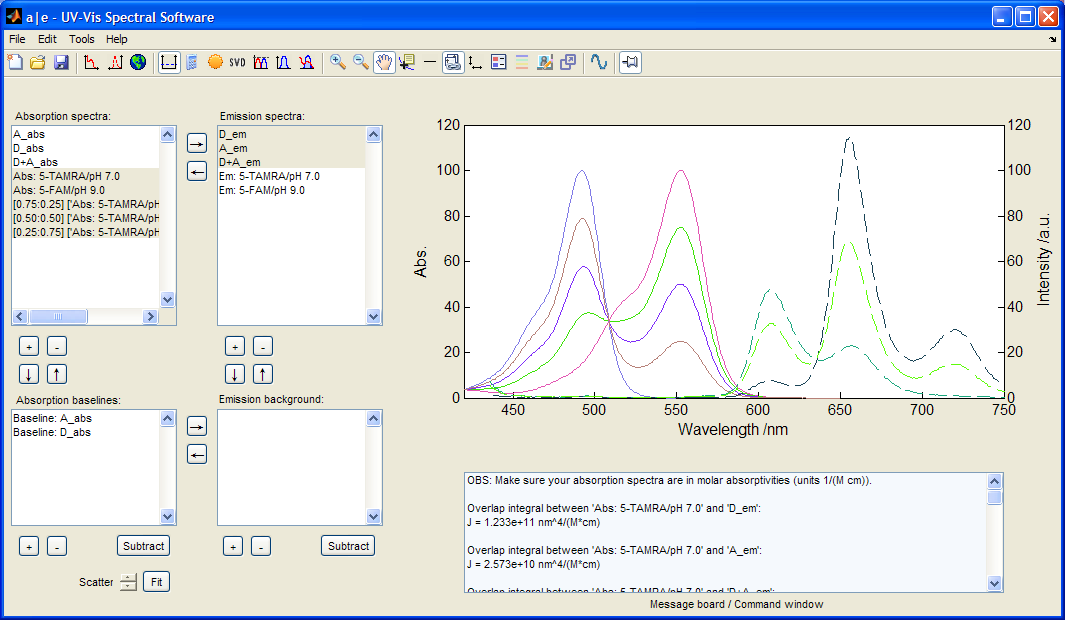 a|e - UV-Vis Spectral Software
File Edit Tools Help
SVD
Absorption spectra:
A_abs
D_abs
D+A_abs
Abs: 5-TAMRA/pH 7.0
Abs: 5-FAM/pH 9.0
[0.75:0.25] ['Abs: 5-TAMRA/pH
[0.50:0.50] ['Abs: 5-TAMRA/pH
[0.25:0.75] ['Abs: 5-TAMRA/pH
Emission spectra:
D_em
A_em
D+A_em
Em: 5-TAMRA/pH 7.0
Em: 5-FAM/pH 9.0
+ -
+ -
Absorption baselines:
Baseline: A_abs
Baseline: D_abs
Emission background:
+ - Subtract
+ - Subtract
Scatter Fit
120
100
80
60
40
20
0
Abs.
450 500 550 600 650 700 750
Wavelength /nm
120
100
80
60
40
20
0
Intensity /a.u.
OBS: Make sure your absorption spectra are in molar absorptivities (units 1/(M cm)).
Overlap integral between 'Abs: 5-TAMRA/pH 7.0' and 'D_em':
J = 1.233e+11 nm^4/(M*cm)
Overlap integral between 'Abs: 5-TAMRA/pH 7.0' and 'A_em':
J = 2.573e+10 nm^4/(M*cm)
Overlap integral between 'Abs: 5-TAMRA/pH 7.0' and 'D+A_em':
Message board / Command window